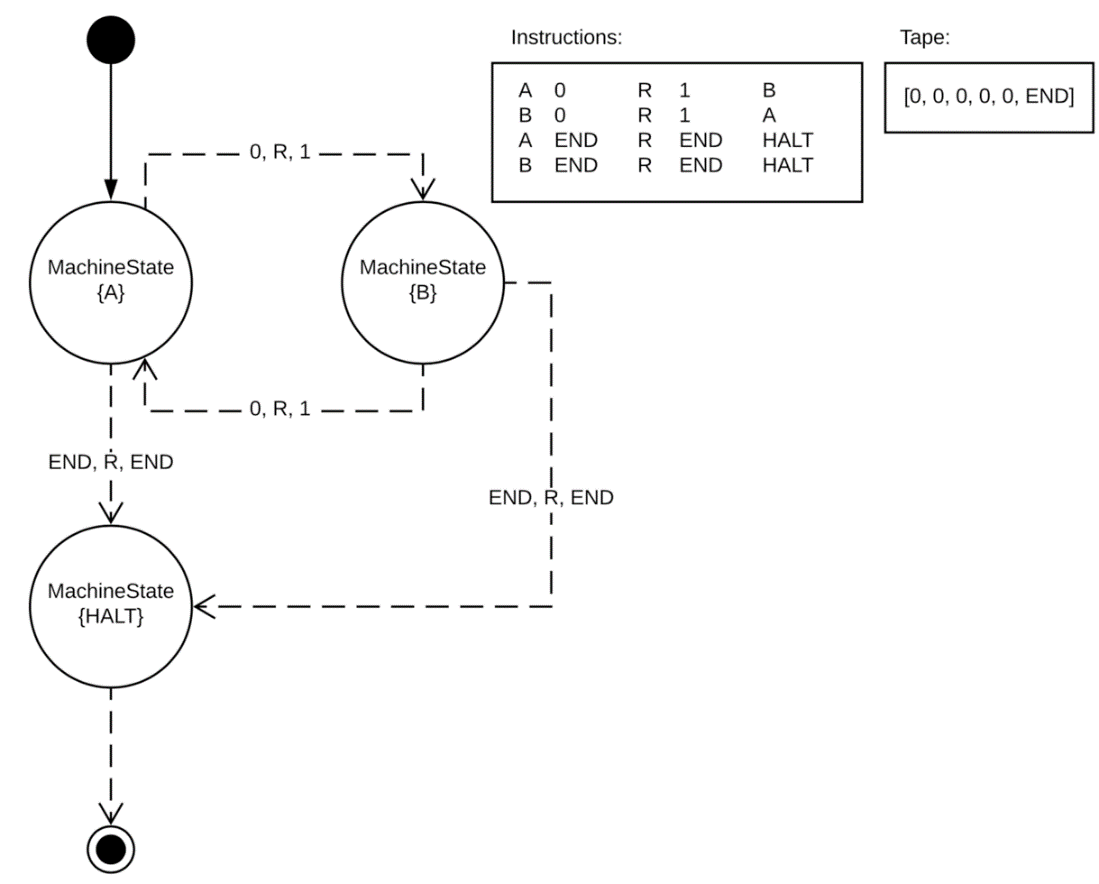 Instructions:
A 0 R 1 B
B 0 R 1 A
A END R END HALT
B END R END HALT
Tape:
[0, 0, 0, 0, 0, END]
0, R, 1
MachineState
{A}
MachineState
{B}
0, R, 1
END, R, END
END, R, END
MachineState
{HALT}